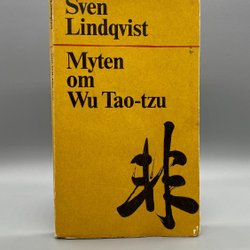 Sven
Lindqvist
Myten
om
Wu Tao-tzu
非